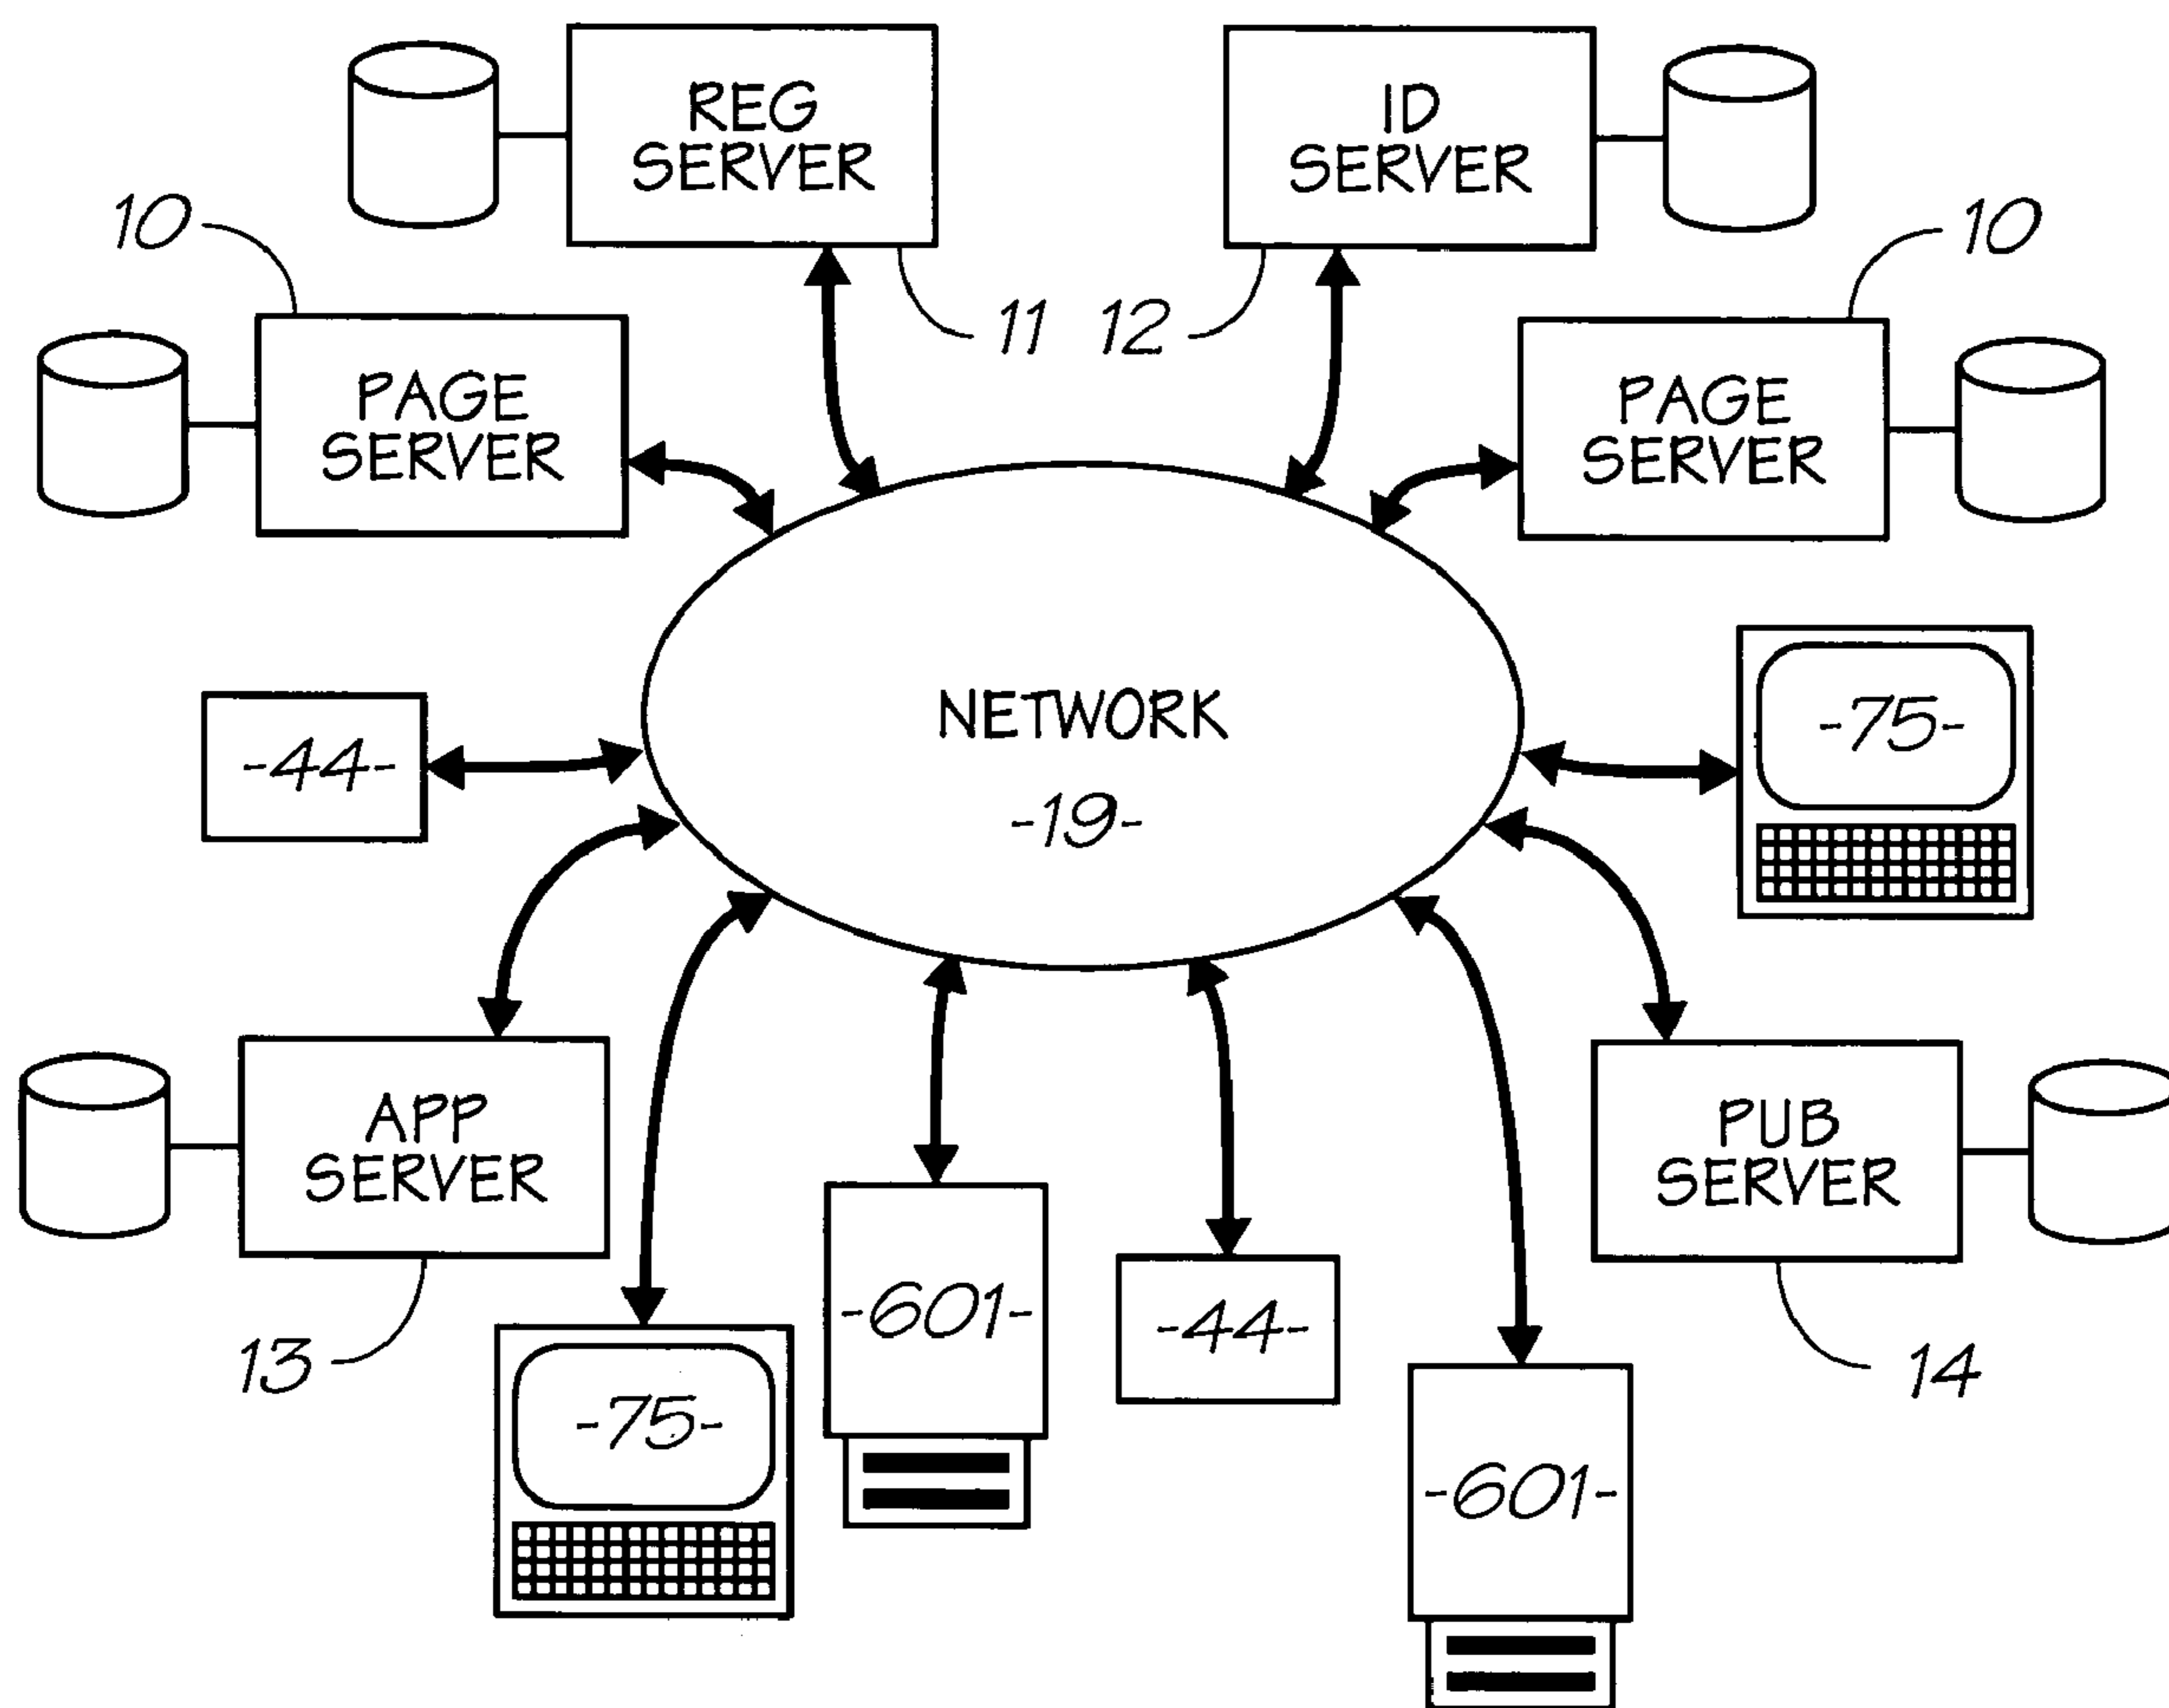 REG
SERVER
ID
SERVER
10
10
11
12
PAGE
SERVER
PAGE
SERVER
NETWORK
-19-
-44-
-75-
APP
SERVER
PUB
SERVER
-601-
-44-
13
14
-75-
-601-